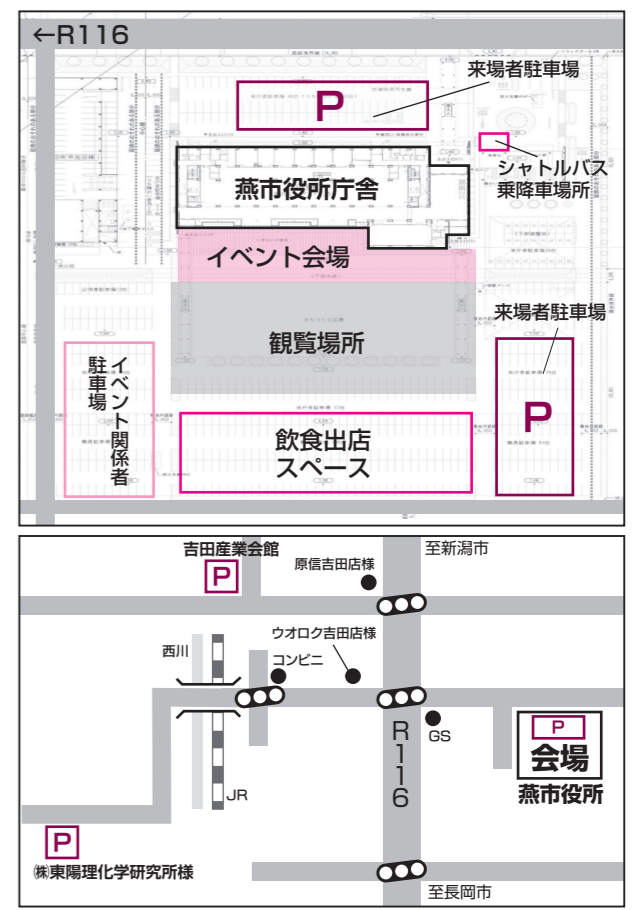 ←R116
来場者駐車場
P
シャトルバス
乗降車場所
燕市役所庁舎
イベント会場
観覧場所
来場者駐車場
P
イベント関係者
駐車場
飲食出店
スペース
吉田産業会館
P
原信吉田店様
至新潟市
ウオロク吉田店様
西川
コンビニ
R116
GS
P
会場
燕市役所
JR
P
㈱東陽理化学研究所様
至長岡市